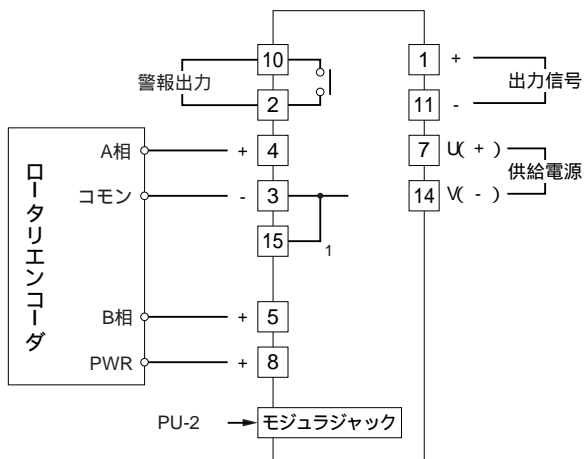 警報出力
10
2
1 +
11 -
出力信号
ロータリエンコーダ
A相 + 4
コモン - 3
15
1
B相 + 5
PWR + 8
7 U( + )
14 V( - )
供給電源
PU-2
モジュラジャック